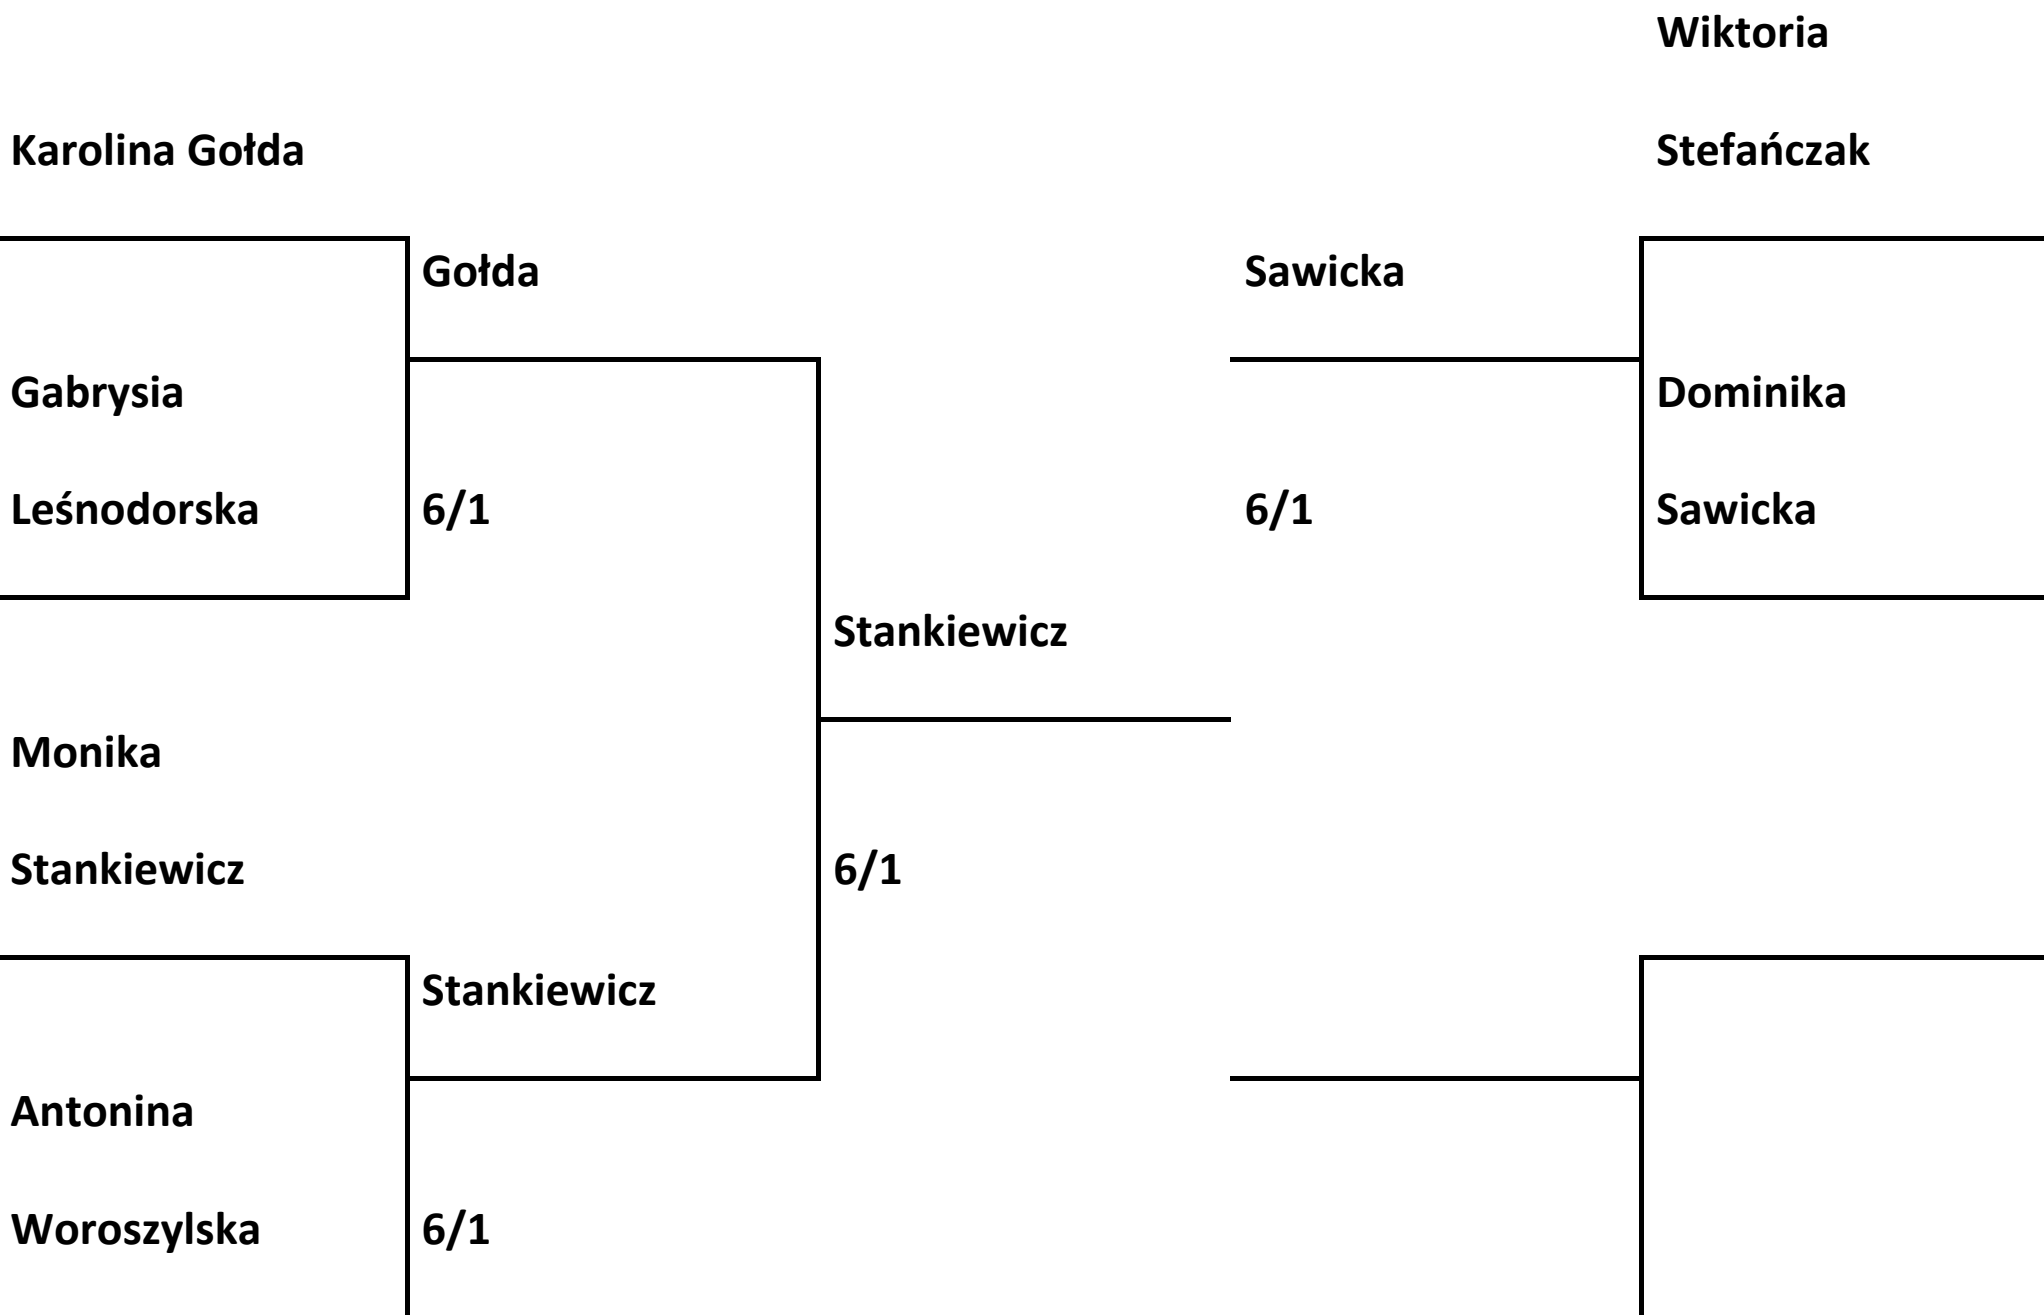 Wiktoria
Karolina Gołda
Stefańczak
Gołda
Sawicka
Gabrysia
Dominika
Leśnodorska
6/1
6/1
Sawicka
Stankiewicz
Monika
Stankiewicz
6/1
Stankiewicz
Antonina
Woroszylska
6/1